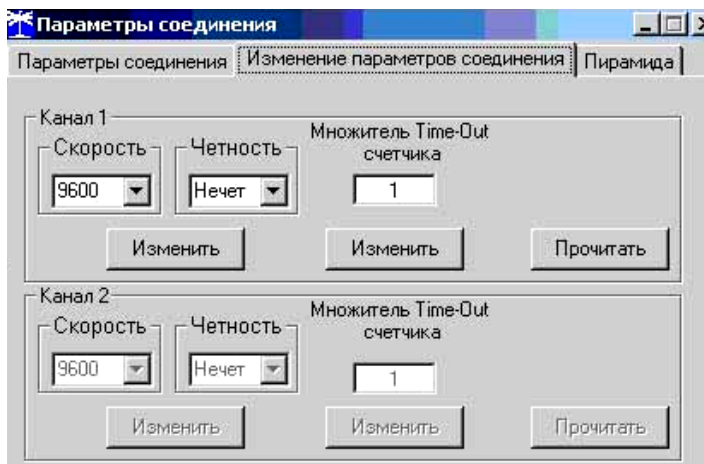 Параметры соединения
Параметры соединения Изменение параметров соединения Пирамида
Канал 1
Скорость Четность Множитель Time-Out счетчика
9600 Нечет 1
Изменить Изменить Прочитать
Канал 2
Скорость Четность Множитель Time-Out счетчика
9600 Нечет 1
Изменить Изменить Прочитать